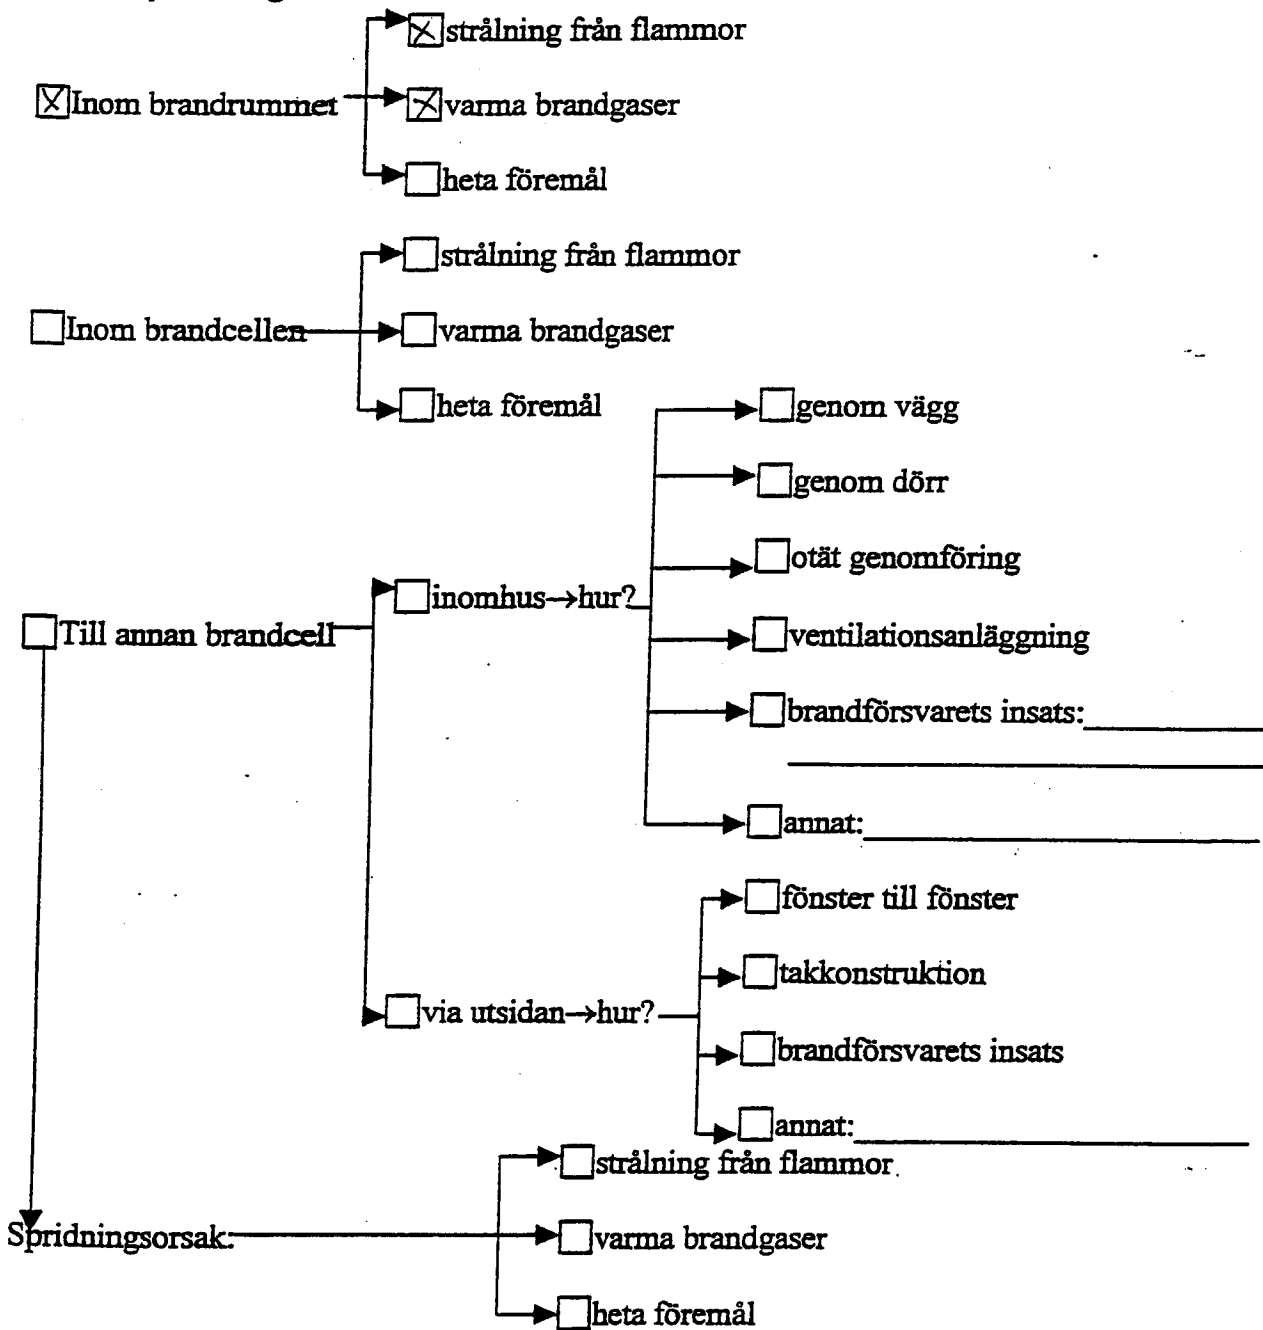 strålning från flammor
Inom brandrummet
varma brandgaser
heta föremål
strålning från flammor
Inom brandcellen
varma brandgaser
heta föremål
genom vägg
genom dörr
otät genomföring
inomhus→hur?
Till annan brandcell
ventilationsanläggning
brandförsvarets insats:
annat:
fönster till fönster
takkonstruktion
via utsidan→hur?
brandförsvarets insats
annat:
strålning från flammor
Spridningsorsak:
varma brandgaser
heta föremål